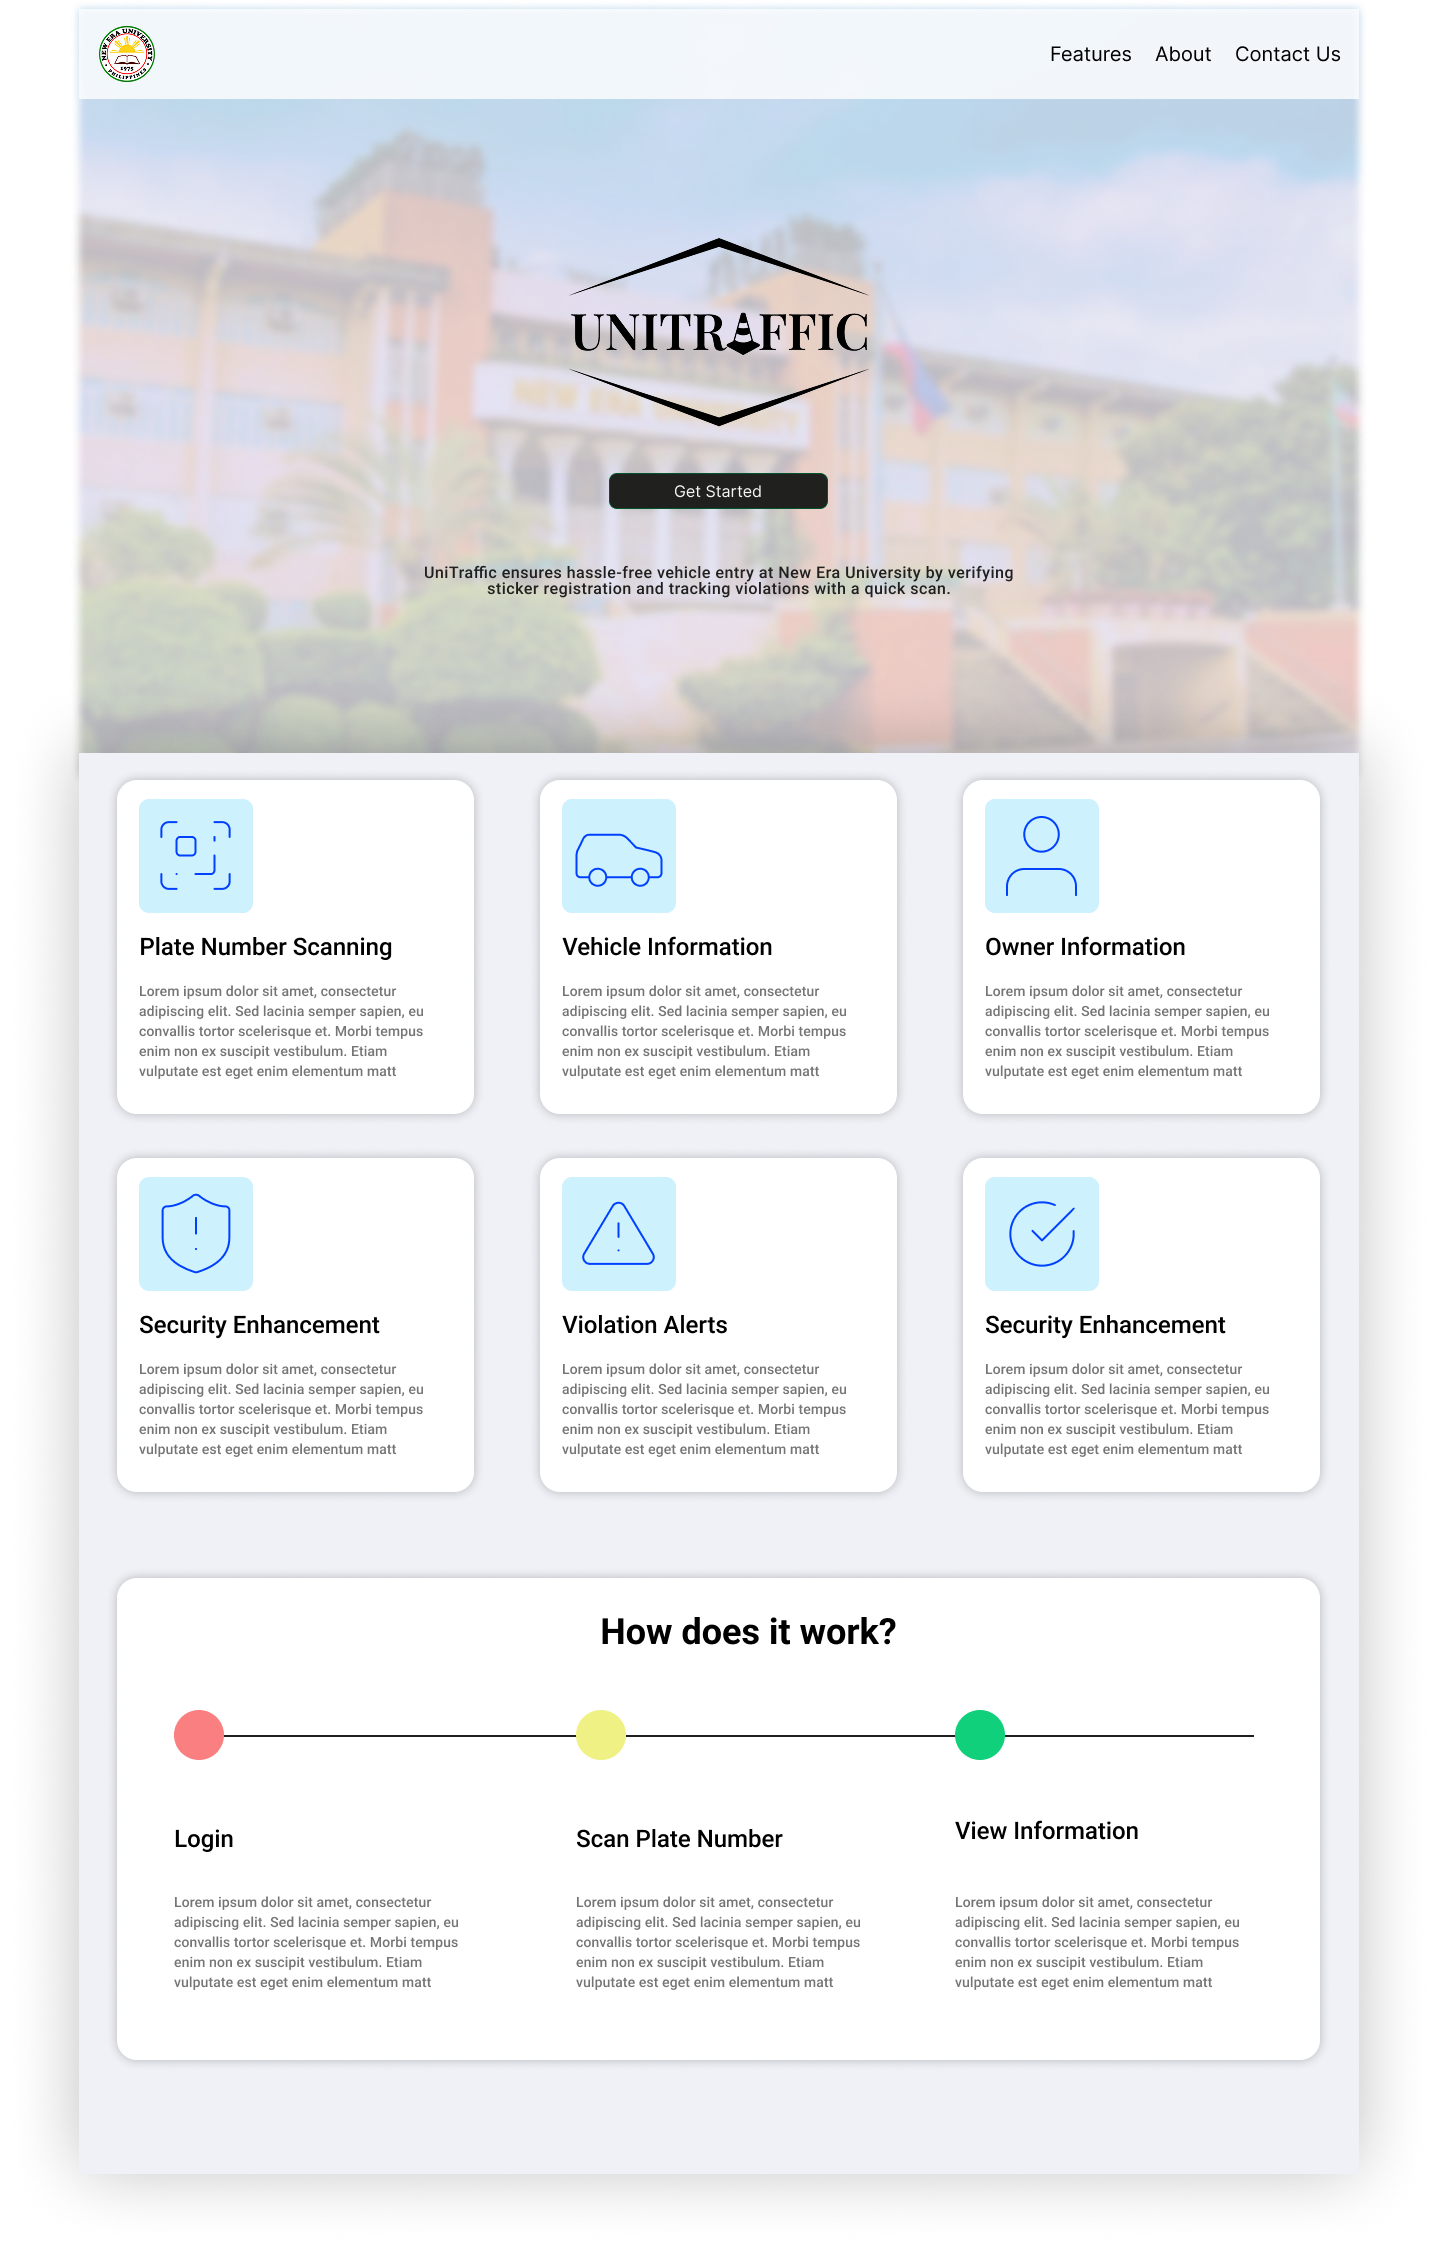 NEW ERA UNIVERSITY
1975
PHILIPPINES
Features About Contact Us
NEW ERA UNIVERSITY
UNITRAFFIC
Get Started
UniTraffic ensures hassle-free vehicle entry at New Era University by verifying
sticker registration and tracking violations with a quick scan.
Plate Number Scanning
Lorem ipsum dolor sit amet, consectetur
adipiscing elit. Sed lacinia semper sapien, eu
convallis tortor scelerisque et. Morbi tempus
enim non ex suscipit vestibulum. Etiam
vulputate est eget enim elementum matt
Vehicle Information
Lorem ipsum dolor sit amet, consectetur
adipiscing elit. Sed lacinia semper sapien, eu
convallis tortor scelerisque et. Morbi tempus
enim non ex suscipit vestibulum. Etiam
vulputate est eget enim elementum matt
Owner Information
Lorem ipsum dolor sit amet, consectetur
adipiscing elit. Sed lacinia semper sapien, eu
convallis tortor scelerisque et. Morbi tempus
enim non ex suscipit vestibulum. Etiam
vulputate est eget enim elementum matt
Security Enhancement
Lorem ipsum dolor sit amet, consectetur
adipiscing elit. Sed lacinia semper sapien, eu
convallis tortor scelerisque et. Morbi tempus
enim non ex suscipit vestibulum. Etiam
vulputate est eget enim elementum matt
Violation Alerts
Lorem ipsum dolor sit amet, consectetur
adipiscing elit. Sed lacinia semper sapien, eu
convallis tortor scelerisque et. Morbi tempus
enim non ex suscipit vestibulum. Etiam
vulputate est eget enim elementum matt
Security Enhancement
Lorem ipsum dolor sit amet, consectetur
adipiscing elit. Sed lacinia semper sapien, eu
convallis tortor scelerisque et. Morbi tempus
enim non ex suscipit vestibulum. Etiam
vulputate est eget enim elementum matt
How does it work?
Login
Lorem ipsum dolor sit amet, consectetur
adipiscing elit. Sed lacinia semper sapien, eu
convallis tortor scelerisque et. Morbi tempus
enim non ex suscipit vestibulum. Etiam
vulputate est eget enim elementum matt
Scan Plate Number
Lorem ipsum dolor sit amet, consectetur
adipiscing elit. Sed lacinia semper sapien, eu
convallis tortor scelerisque et. Morbi tempus
enim non ex suscipit vestibulum. Etiam
vulputate est eget enim elementum matt
View Information
Lorem ipsum dolor sit amet, consectetur
adipiscing elit. Sed lacinia semper sapien, eu
convallis tortor scelerisque et. Morbi tempus
enim non ex suscipit vestibulum. Etiam
vulputate est eget enim elementum matt